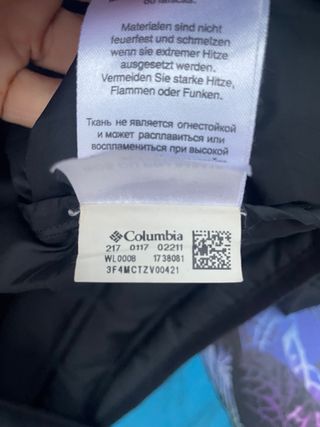 Materialen sind nicht
feuerfest und schmelzen
wenn sie extremer Hitze
ausgesetzt werden.
Vermeiden Sie starke Hitze,
Flammen oder Funken.
Ткань не является огнестойкой
и может расплавиться или
воспламениться при высокой
Columbia
217 0117 02211
WL000B 1738081
3F4MCTZV00421